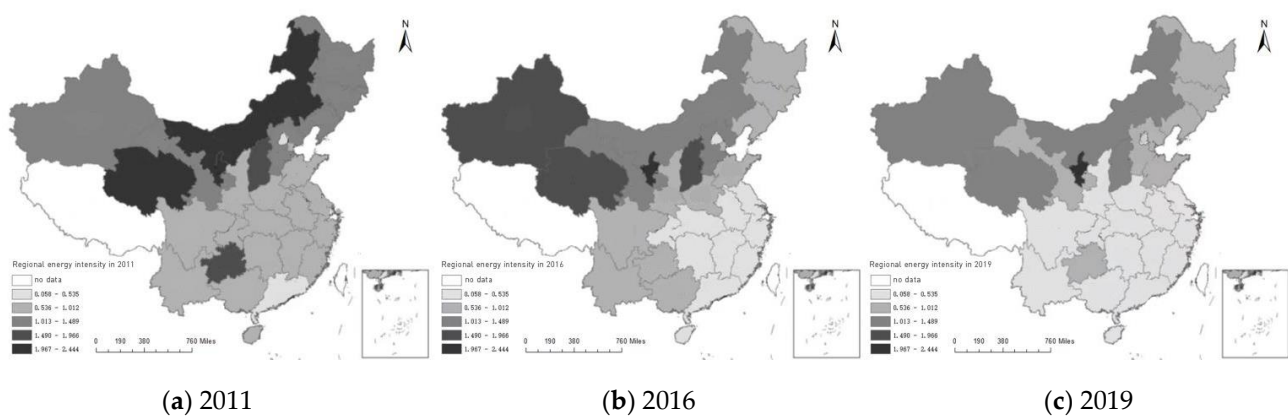 N
Regional energy intensity in 2011
no data
0.058 - 0.535
0.536 - 1.012
1.013 - 1.489
1.490 - 1.966
1.967 - 2.444
0 190 380 760 Miles
(a) 2011
N
Regional energy intensity in 2016
no data
0.058 - 0.535
0.536 - 1.012
1.013 - 1.489
1.490 - 1.966
1.967 - 2.444
0 190 380 760 Miles
(b) 2016
N
Regional energy intensity in 2019
no data
0.058 - 0.535
0.536 - 1.012
1.013 - 1.489
1.490 - 1.966
1.967 - 2.444
0 190 380 760 Miles
(c) 2019